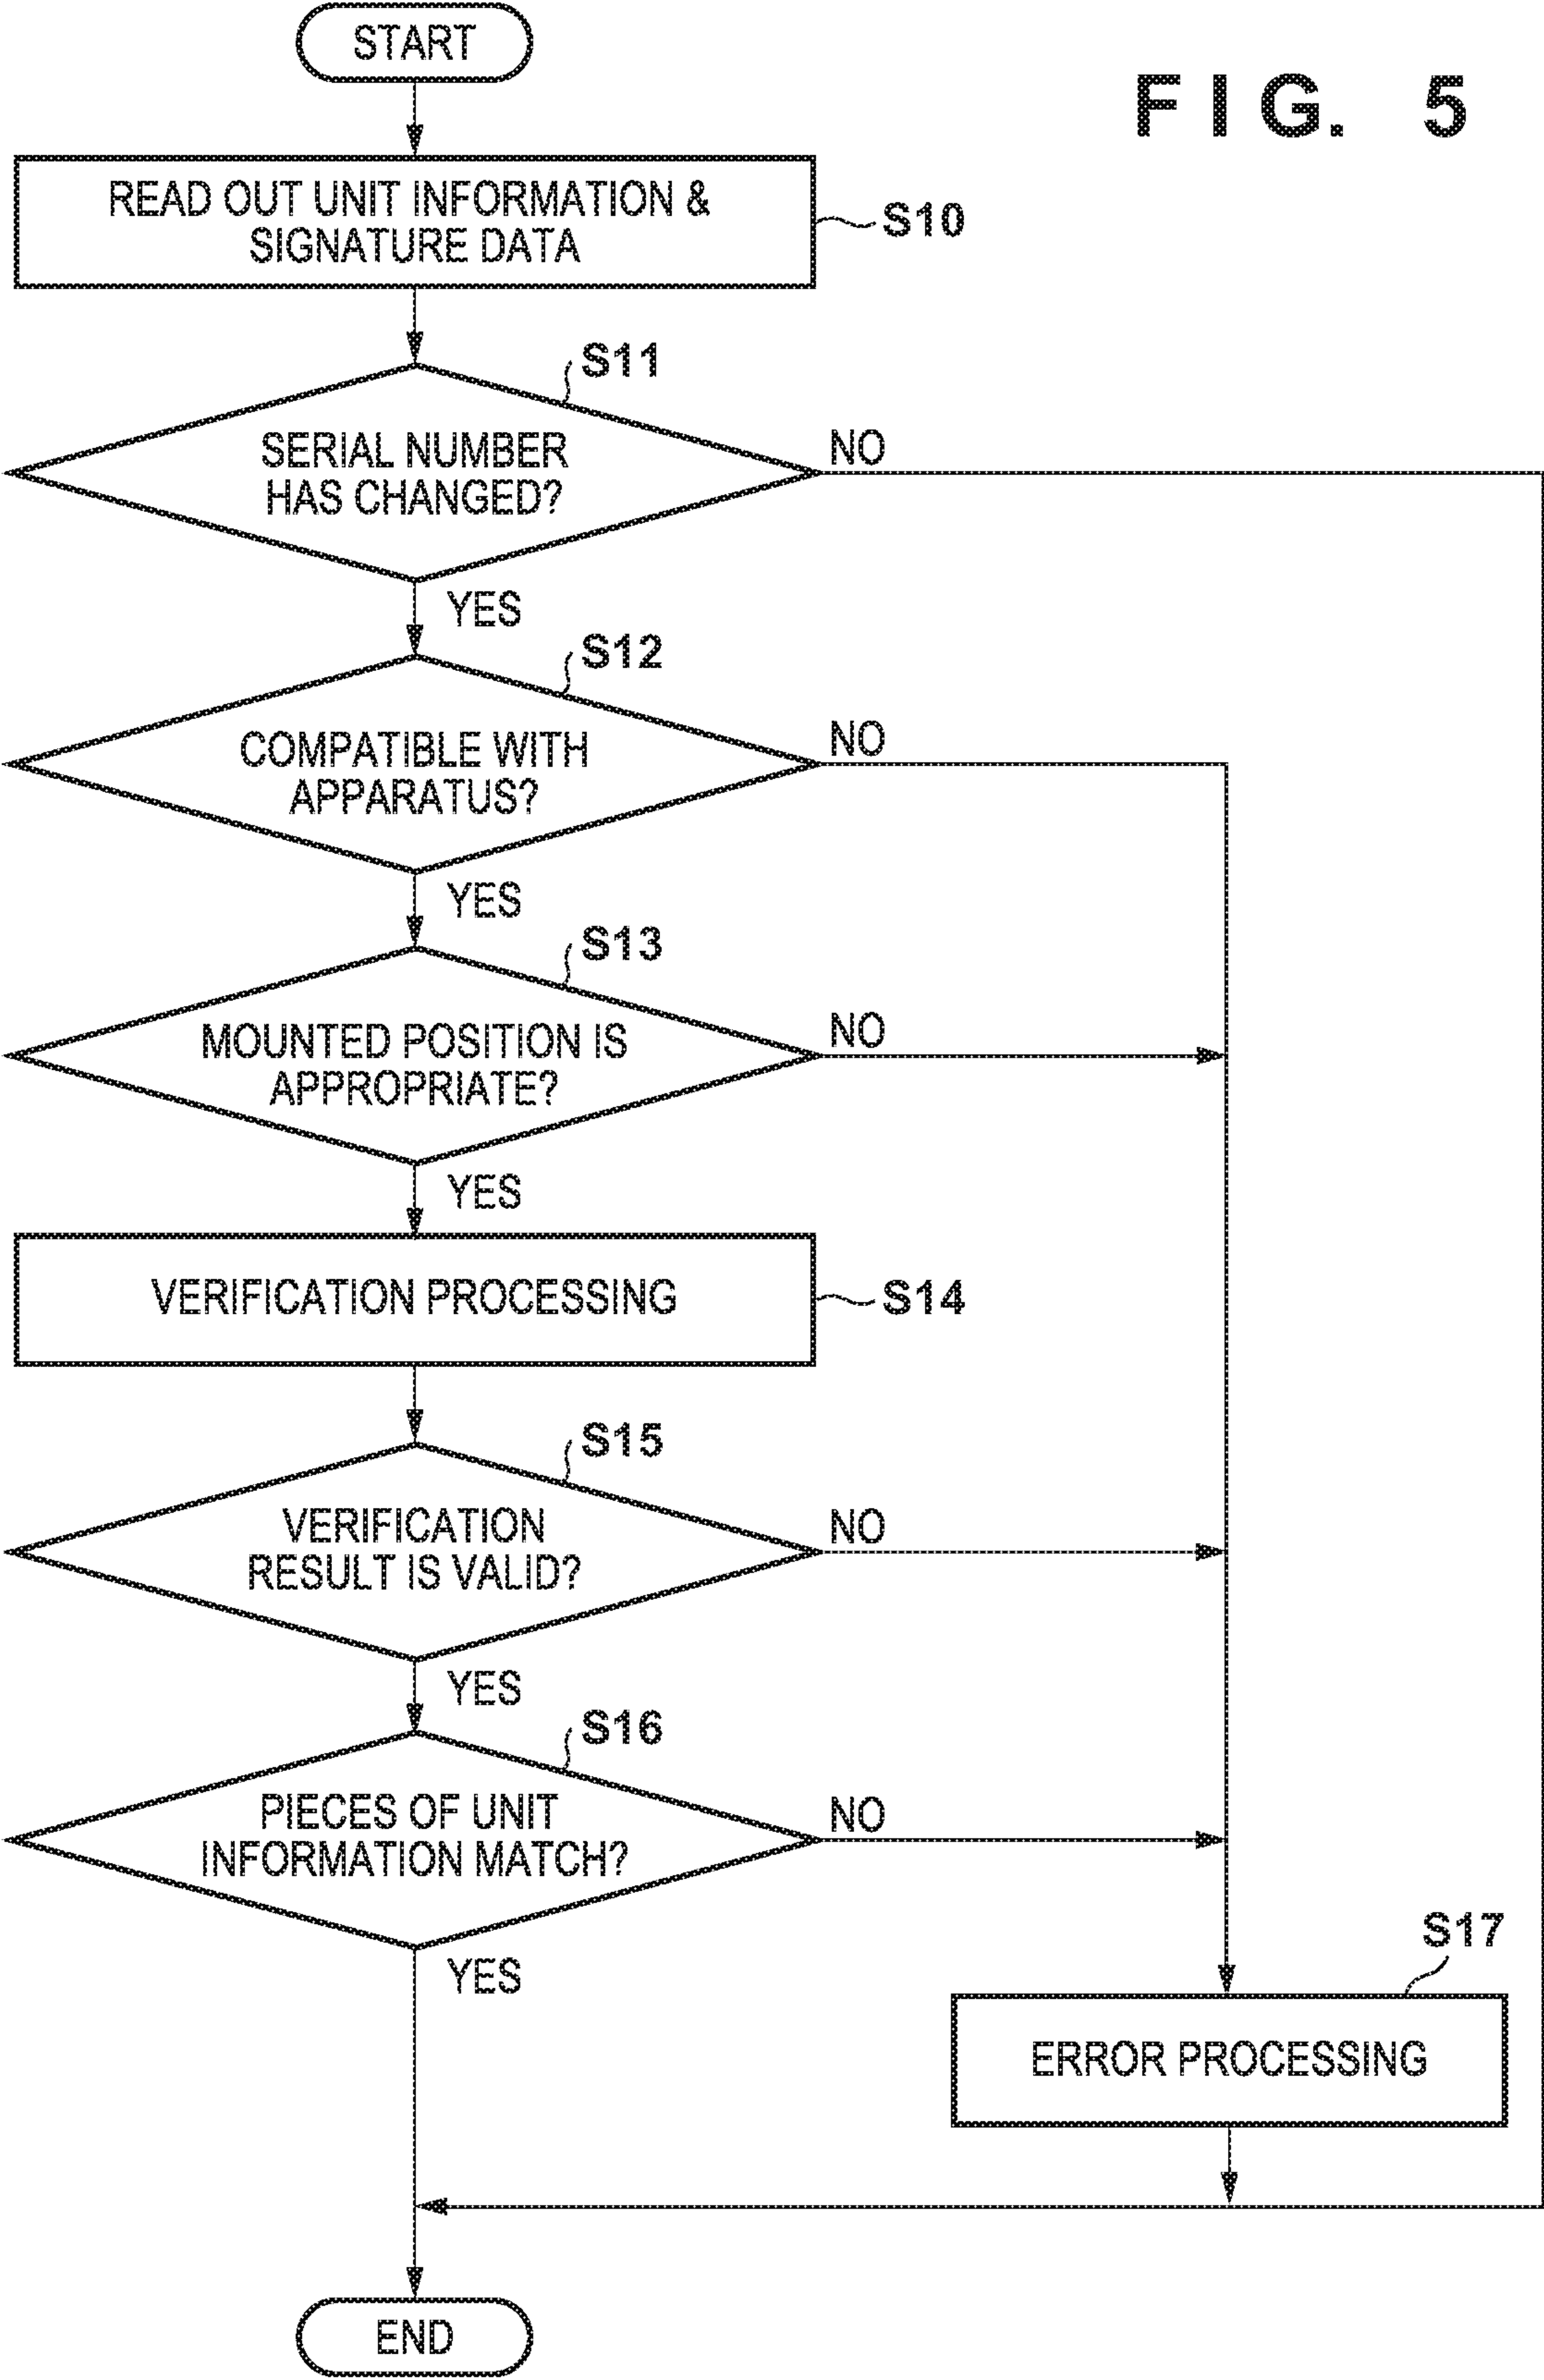 START
FIG. 5
READ OUT UNIT INFORMATION &
SIGNATURE DATA
S10
S11
SERIAL NUMBER
HAS CHANGED?
NO
YES
S12
COMPATIBLE WITH
APPARATUS?
NO
YES
S13
MOUNTED POSITION IS
APPROPRIATE?
NO
YES
VERIFICATION PROCESSING
S14
S15
VERIFICATION
RESULT IS VALID?
NO
YES
S16
PIECES OF UNIT
INFORMATION MATCH?
NO
YES
S17
ERROR PROCESSING
END